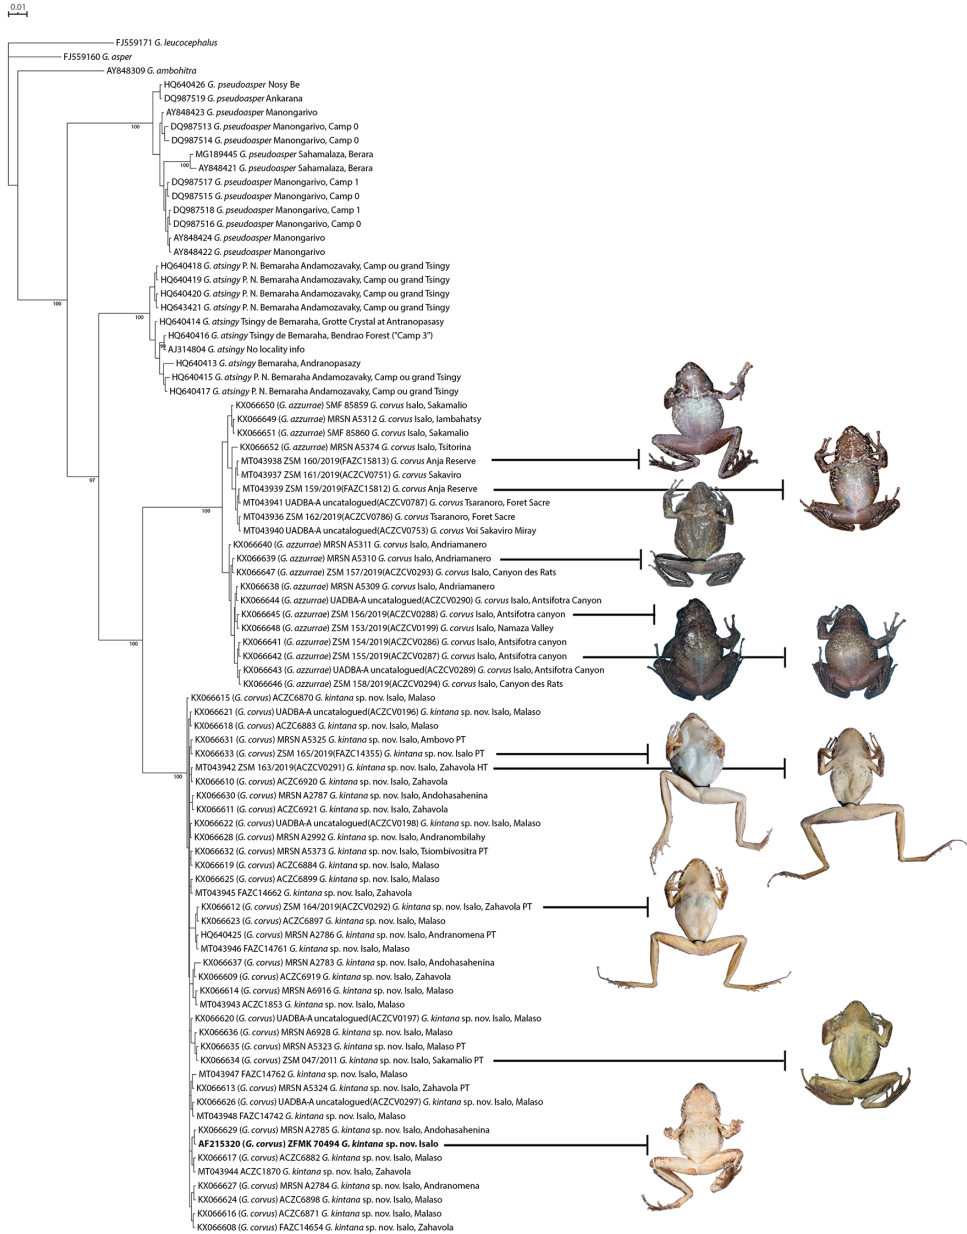 0.01
FJ559171 G. leucocephalus
FJ559160 G. asper
AY848309 G. ambohitra
HQ640426 G. pseudoasper Nosy Be
DQ987519 G. pseudoasper Ankarana
AY848423 G. pseudoasper Manongarivo
100
DQ987513 G. pseudoasper Manongarivo, Camp 0
DQ987514 G. pseudoasper Manongarivo, Camp 0
MG189445 G. pseudoasper Sahamalaza, Berara
100
AY848421 G. pseudoasper Sahamalaza, Berara
DQ987517 G. pseudoasper Manongarivo, Camp 1
DQ987515 G. pseudoasper Manongarivo, Camp 0
DQ987518 G. pseudoasper Manongarivo, Camp 1
DQ987516 G. pseudoasper Manongarivo, Camp 0
AY848424 G. pseudoasper Manongarivo
AY848422 G. pseudoasper Manongarivo
HQ640418 G. atsingy P. N. Bemaraha Andamozavaky, Camp ou grand Tsingy
HQ640419 G. atsingy P. N. Bemaraha Andamozavaky, Camp ou grand Tsingy
HQ640420 G. atsingy P. N. Bemaraha Andamozavaky, Camp ou grand Tsingy
100
HQ643421 G. atsingy P. N. Bemaraha Andamozavaky, Camp ou grand Tsingy
100
HQ640414 G. atsingy Tsingy de Bemaraha, Grotte Crystal at Antranopasasy
HQ640416 G. atsingy Tsingy de Bemaraha, Bendrao Forest ("Camp 3")
AJ314804 G. atsingy No locality info
HQ640413 G. atsingy Bemaraha, Andranopasazy
HQ640415 G. atsingy P. N. Bemaraha Andamozavaky, Camp ou grand Tsingy
HQ640417 G. atsingy P. N. Bemaraha Andamozavaky, Camp ou grand Tsingy
KX066650 (G. azzurrae) SMF 85859 G. corvus Isalo, Sakamalio
KX066649 (G. azzurrae) MRSN A5312 G. corvus Isalo, Iambahatsy
KX066651 (G. azzurrae) SMF 85860 G. corvus Isalo, Sakamalio
KX066652 (G. azzurrae) MRSN A5374 G. corvus Isalo, Tsitorina
MT043938 ZSM 160/2019(FAZC15813) G. corvus Anja Reserve
MT043937 ZSM 161/2019(ACZCV0751) G. corvus Sakaviro
97
MT043939 ZSM 159/2019(FAZC15812) G. corvus Anja Reserve
MT043941 UADBA-A uncatalogued(ACZCV0787) G. corvus Tsaranoro, Foret Sacre
100
MT043936 ZSM 162/2019(ACZCV0786) G. corvus Tsaranoro, Foret Sacre
MT043940 UADBA-A uncatalogued(ACZCV0753) G. corvus Voi Sakaviro Miray
KX066640 (G. azzurrae) MRSN A5311 G. corvus Isalo, Andriamanero
KX066639 (G. azzurrae) MRSN A5310 G. corvus Isalo, Andriamanero
KX066647 (G. azzurrae) ZSM 157/2019(ACZCV0293) G. corvus Isalo, Canyon des Rats
KX066638 (G. azzurrae) MRSN A5309 G. corvus Isalo, Andriamanero
KX066644 (G. azzurrae) UADBA-A uncatalogued(ACZCV0290) G. corvus Isalo, Antsifotra Canyon
KX066645 (G. azzurrae) ZSM 156/2019(ACZCV0288) G. corvus Isalo, Antsifotra canyon
KX066648 (G. azzurrae) ZSM 153/2019(ACZCV0199) G. corvus Isalo, Namaza Valley
KX066641 (G. azzurrae) ZSM 154/2019(ACZCV0286) G. corvus Isalo, Antsifotra canyon
100
KX066642 (G. azzurrae) ZSM 155/2019(ACZCV0287) G. corvus Isalo, Antsifotra canyon
KX066643 (G. azzurrae) UADBA-A uncatalogued(ACZCV0289) G. corvus Isalo, Antsifotra Canyon
KX066646 (G. azzurrae) ZSM 158/2019(ACZCV0294) G. corvus Isalo, Canyon des Rats
KX066615 (G. corvus) ACZC6870 G. kintana sp. nov. Isalo, Malaso
KX066621 (G. corvus) UADBA-A uncatalogued(ACZCV0196) G. kintana sp. nov. Isalo, Malaso
KX066618 (G. corvus) ACZC6883 G. kintana sp. nov. Isalo, Malaso
KX066631 (G. corvus) MRSN A5325 G. kintana sp. nov. Isalo, Ambovo PT
KX066633 (G. corvus) ZSM 165/2019(FAZC14355) G. kintana sp. nov. Isalo PT
MT043942 ZSM 163/2019(ACZCV0291) G. kintana sp. nov. Isalo, Zahavola HT
100
KX066610 (G. corvus) ACZC6920 G. kintana sp. nov. Isalo, Zahavola
KX066630 (G. corvus) MRSN A2787 G. kintana sp. nov. Isalo, Andohasahenina
KX066611 (G. corvus) ACZC6921 G. kintana sp. nov. Isalo, Zahavola
KX066622 (G. corvus) UADBA-A uncatalogued(ACZCV0198) G. kintana sp. nov. Isalo, Malaso
KX066628 (G. corvus) MRSN A2992 G. kintana sp. nov. Isalo, Andranombilahy
KX066632 (G. corvus) MRSN A5373 G. kintana sp. nov. Isalo, Tsiombivositra PT
KX066619 (G. corvus) ACZC6884 G. kintana sp. nov. Isalo, Malaso
KX066625 (G. corvus) ACZC6899 G. kintana sp. nov. Isalo, Malaso
MT043945 FAZC14662 G. kintana sp. nov. Isalo, Zahavola
KX066612 (G. corvus) ZSM 164/2019(ACZCV0292) G. kintana sp. nov. Isalo, Zahavola PT
KX066623 (G. corvus) ACZC6897 G. kintana sp. nov. Isalo, Malaso
HQ640425 (G. corvus) MRSN A2786 G. kintana sp. nov. Isalo, Andranomena PT
MT043946 FAZC14761 G. kintana sp. nov. Isalo, Malaso
KX066637 (G. corvus) MRSN A2783 G. kintana sp. nov. Isalo, Andohasahenina
KX066609 (G. corvus) ACZC6919 G. kintana sp. nov. Isalo, Zahavola
KX066614 (G. corvus) MRSN A6916 G. kintana sp. nov. Isalo, Malaso
MT043943 ACZC1853 G. kintana sp. nov. Isalo, Malaso
KX066620 (G. corvus) UADBA-A uncatalogued(ACZCV0197) G. kintana sp. nov. Isalo, Malaso
KX066636 (G. corvus) MRSN A6928 G. kintana sp. nov. Isalo, Malaso
KX066635 (G. corvus) MRSN A5323 G. kintana sp. nov. Isalo, Malaso PT
KX066634 (G. corvus) ZSM 047/2011 G. kintana sp. nov. Isalo, Sakamalio PT
MT043947 FAZC14762 G. kintana sp. nov. Isalo, Malaso
KX066613 (G. corvus) MRSN A5324 G. kintana sp. nov. Isalo, Zahavola PT
KX066626 (G. corvus) UADBA-A uncatalogued(ACZCV0297) G. kintana sp. nov. Isalo, Malaso
MT043948 FAZC14742 G. kintana sp. nov. Isalo, Malaso
KX066629 (G. corvus) MRSN A2785 G. kintana sp. nov. Isalo, Andohasahenina
AF215320 (G. corvus) ZFMK 70494 G. kintana sp. nov. Isalo
KX066617 (G. corvus) ACZC6882 G. kintana sp. nov. Isalo, Malaso
MT043944 ACZC1870 G. kintana sp. nov. Isalo, Zahavola
KX066627 (G. corvus) MRSN A2784 G. kintana sp. nov. Isalo, Andranomena
KX066624 (G. corvus) ACZC6898 G. kintana sp. nov. Isalo, Malaso
KX066616 (G. corvus) ACZC6871 G. kintana sp. nov. Isalo, Malaso
KX066608 (G. corvus) FAZC14654 G. kintana sp. nov. Isalo, Zahavola